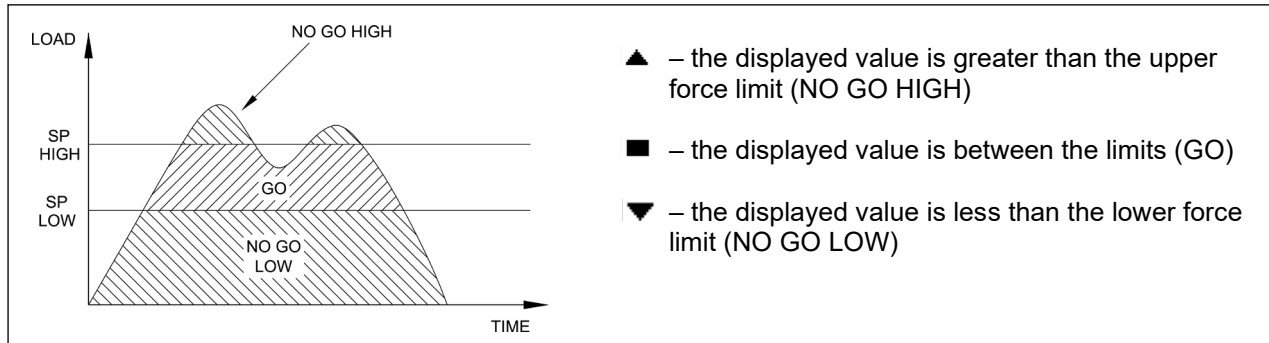 LOAD
NO GO HIGH
SP
HIGH
SP
LOW
GO
NO GO
LOW
TIME
▲ – the displayed value is greater than the upper
force limit (NO GO HIGH)
■ – the displayed value is between the limits (GO)
▼ – the displayed value is less than the lower force
limit (NO GO LOW)